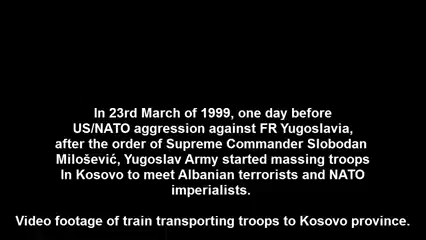 In 23rd March of 1999, one day before
US/NATO aggression against FR Yugoslavia,
after the order of Supreme Commander Slobodan
Milošević, Yugoslav Army started massing troops
In Kosovo to meet Albanian terrorists and NATO
imperialists.
Video footage of train transporting troops to Kosovo province.